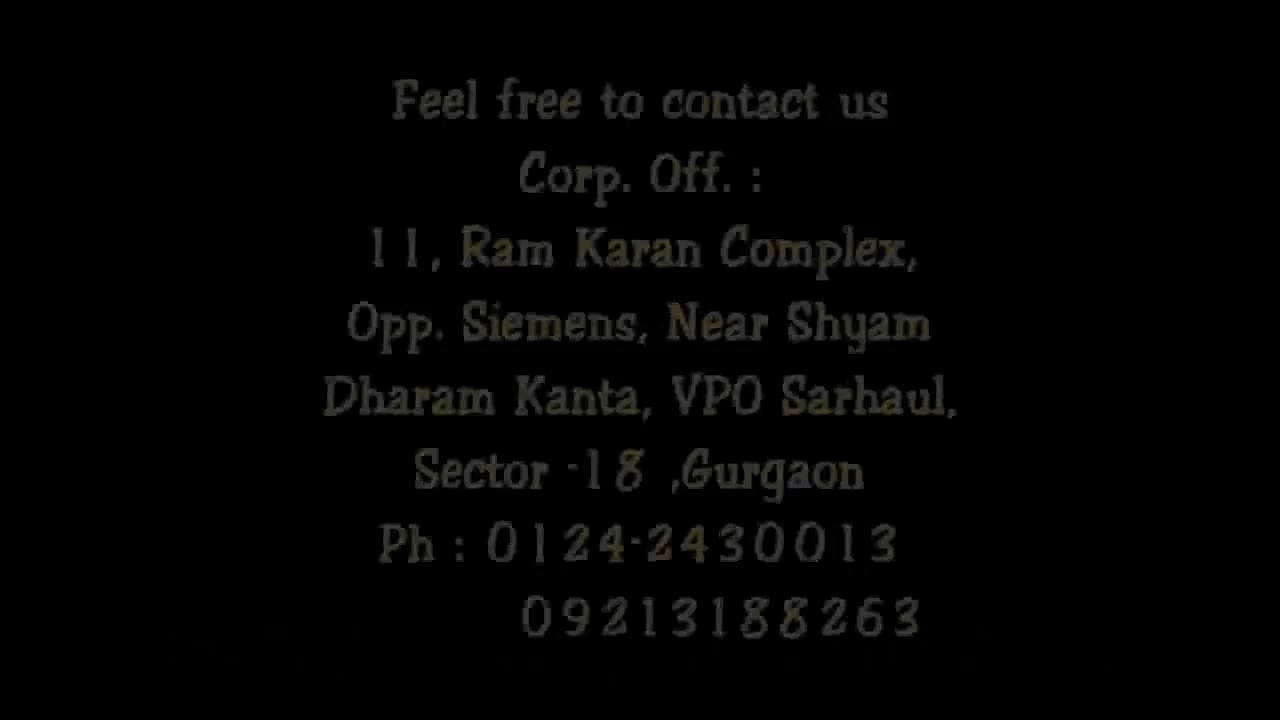 Feel free to contact us
Corp. Off. :
11, Ram Karan Complex,
Opp. Siemens, Near Shyam
Dharam Kanta, VPO Sarhaul,
Sector -18 ,Gurgaon
Ph : 0124-2430013
09213188263